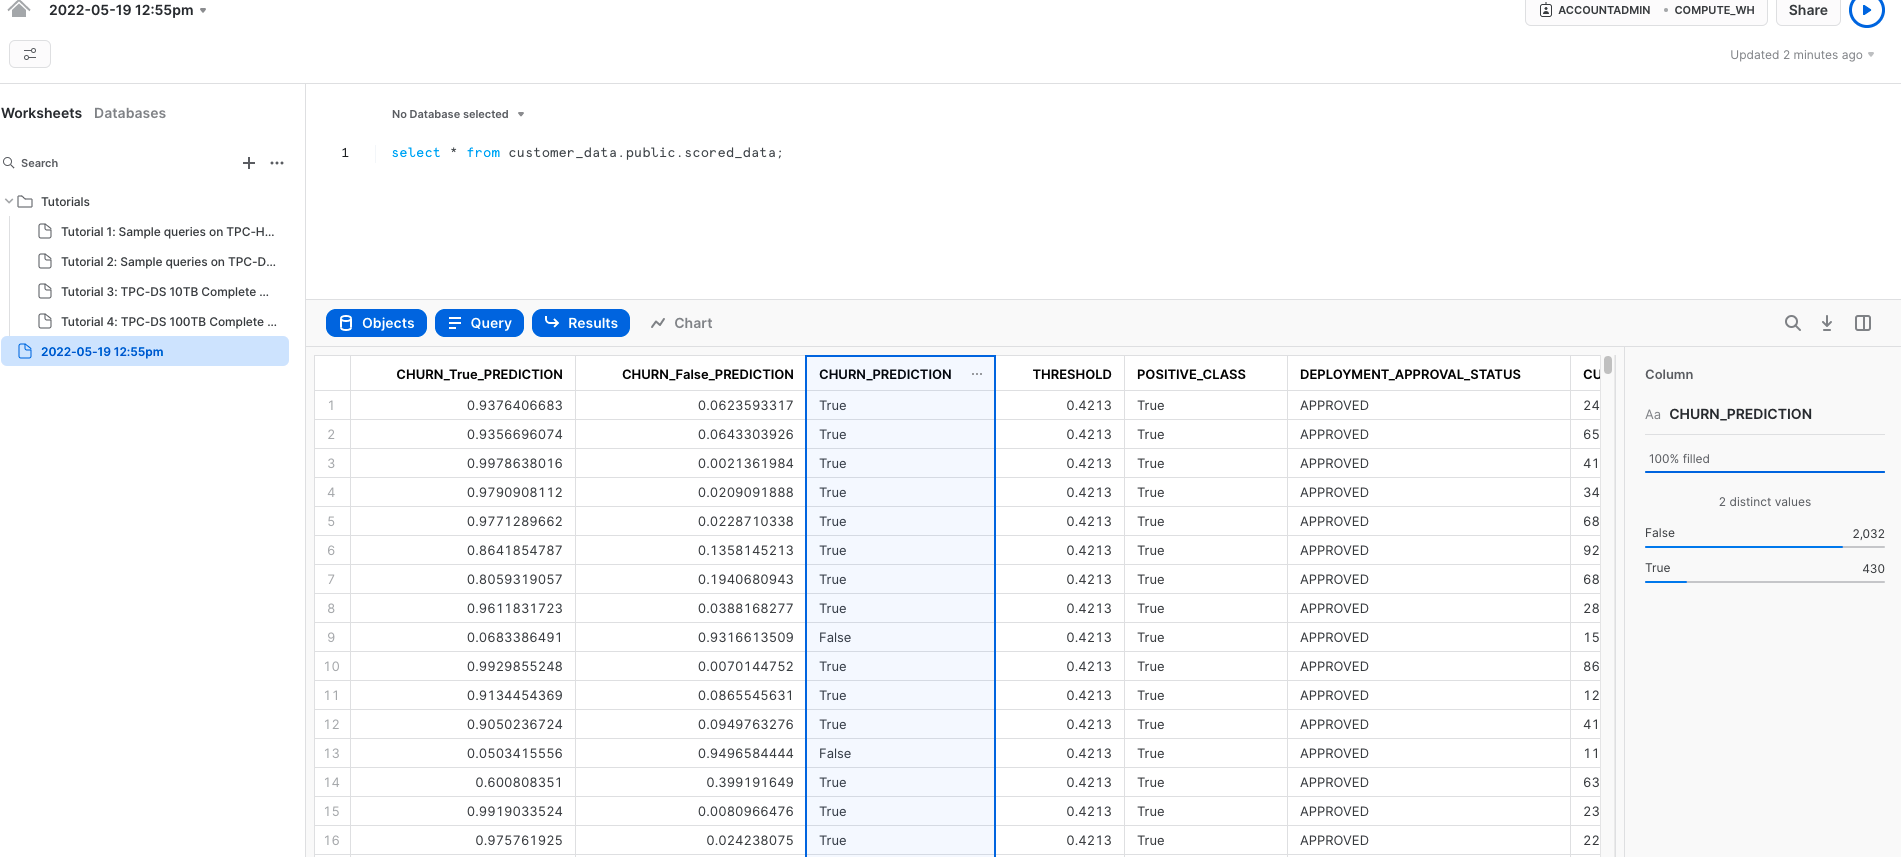 2022-05-19 12:55pm
ACCOUNTADMIN • COMPUTE_WH
Share
Updated 2 minutes ago
Worksheets Databases
No Database selected
1 select * from customer_data.public.scored_data;
Search
Tutorials
Tutorial 1: Sample queries on TPC-H...
Tutorial 2: Sample queries on TPC-D...
Tutorial 3: TPC-DS 10TB Complete ...
Tutorial 4: TPC-DS 100TB Complete ...
2022-05-19 12:55pm
Objects Query Results Chart
CHURN_True_PREDICTION CHURN_False_PREDICTION CHURN_PREDICTION ... THRESHOLD POSITIVE_CLASS DEPLOYMENT_APPROVAL_STATUS CU
1 0.9376406683 0.0623593317 True 0.4213 True APPROVED 24
2 0.9356696074 0.0643303926 True 0.4213 True APPROVED 65
3 0.9978638016 0.0021361984 True 0.4213 True APPROVED 41
4 0.9790908112 0.0209091888 True 0.4213 True APPROVED 34
5 0.9771289662 0.0228710338 True 0.4213 True APPROVED 68
6 0.8641854787 0.1358145213 True 0.4213 True APPROVED 92
7 0.8059319057 0.1940680943 True 0.4213 True APPROVED 68
8 0.9611831723 0.0388168277 True 0.4213 True APPROVED 28
9 0.0683386491 0.9316613509 False 0.4213 True APPROVED 15
10 0.9929855248 0.0070144752 True 0.4213 True APPROVED 86
11 0.9134454369 0.0865545631 True 0.4213 True APPROVED 12
12 0.9050236724 0.0949763276 True 0.4213 True APPROVED 41
13 0.0503415556 0.9496584444 False 0.4213 True APPROVED 11
14 0.600808351 0.399191649 True 0.4213 True APPROVED 63
15 0.9919033524 0.0080966476 True 0.4213 True APPROVED 23
16 0.975761925 0.024238075 True 0.4213 True APPROVED 22
Column
Aa CHURN_PREDICTION
100% filled
2 distinct values
False 2,032
True 430